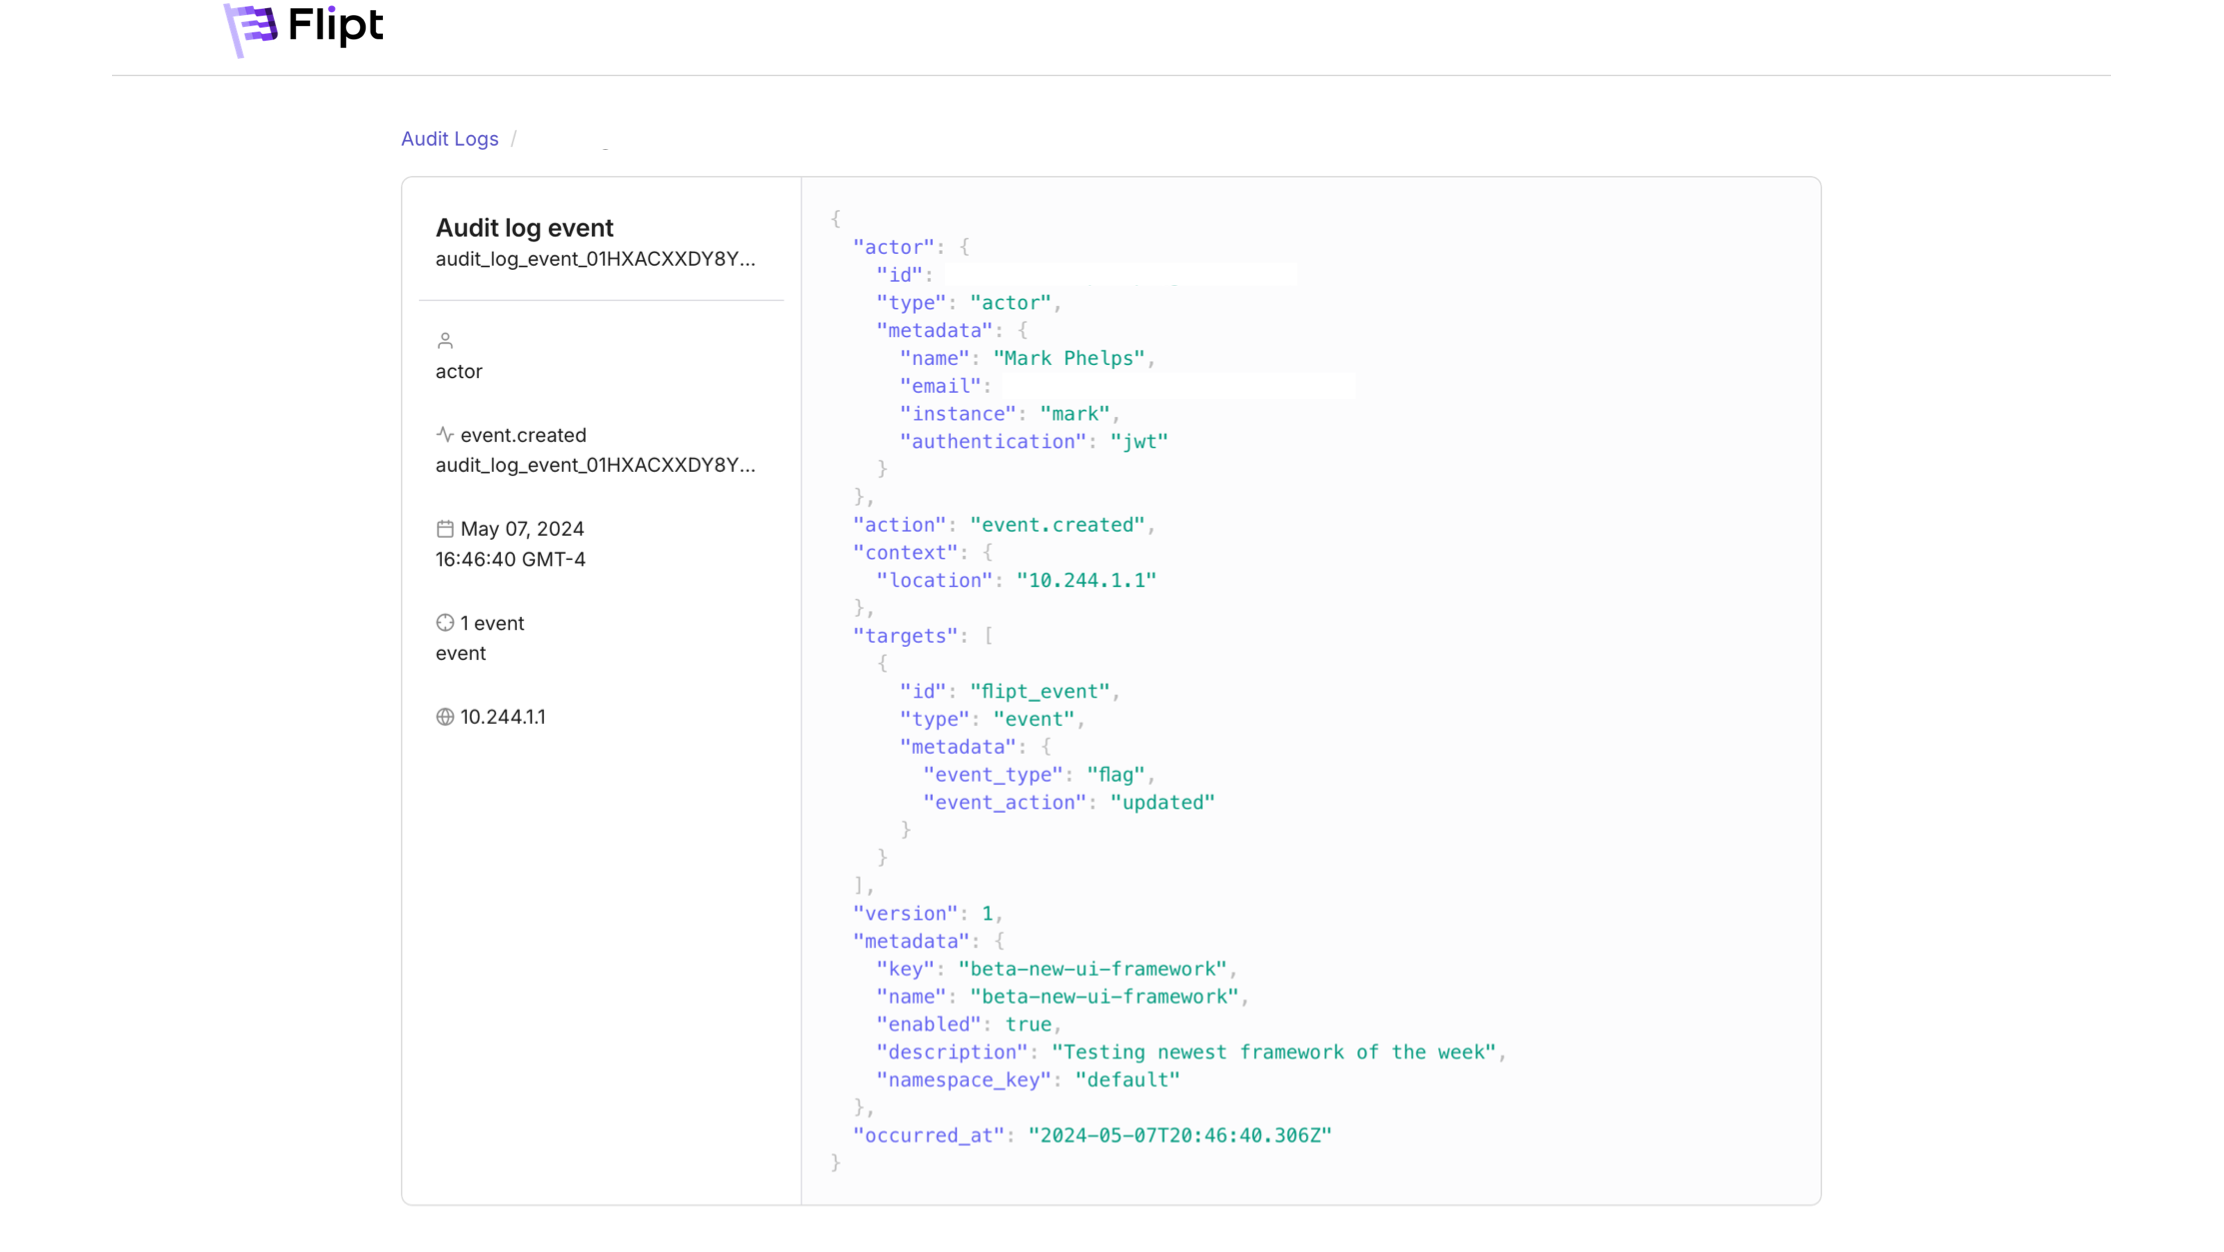 Flipt
Audit Logs /
Audit log event
audit_log_event_01HXACXXDY8Y...
actor
event.created
audit_log_event_01HXACXXDY8Y...
May 07, 2024
16:46:40 GMT-4
1 event
event
10.244.1.1
{
"actor": {
"id":
"type": "actor",
"metadata": {
"name": "Mark Phelps",
"email":
"instance": "mark",
"authentication": "jwt"
}
},
"action": "event.created",
"context": {
"location": "10.244.1.1"
},
"targets": [
{
"id": "flipt_event",
"type": "event",
"metadata": {
"event_type": "flag",
"event_action": "updated"
}
}
],
"version": 1,
"metadata": {
"key": "beta-new-ui-framework",
"name": "beta-new-ui-framework",
"enabled": true,
"description": "Testing newest framework of the week",
"namespace_key": "default"
},
"occurred_at": "2024-05-07T20:46:40.306Z"
}